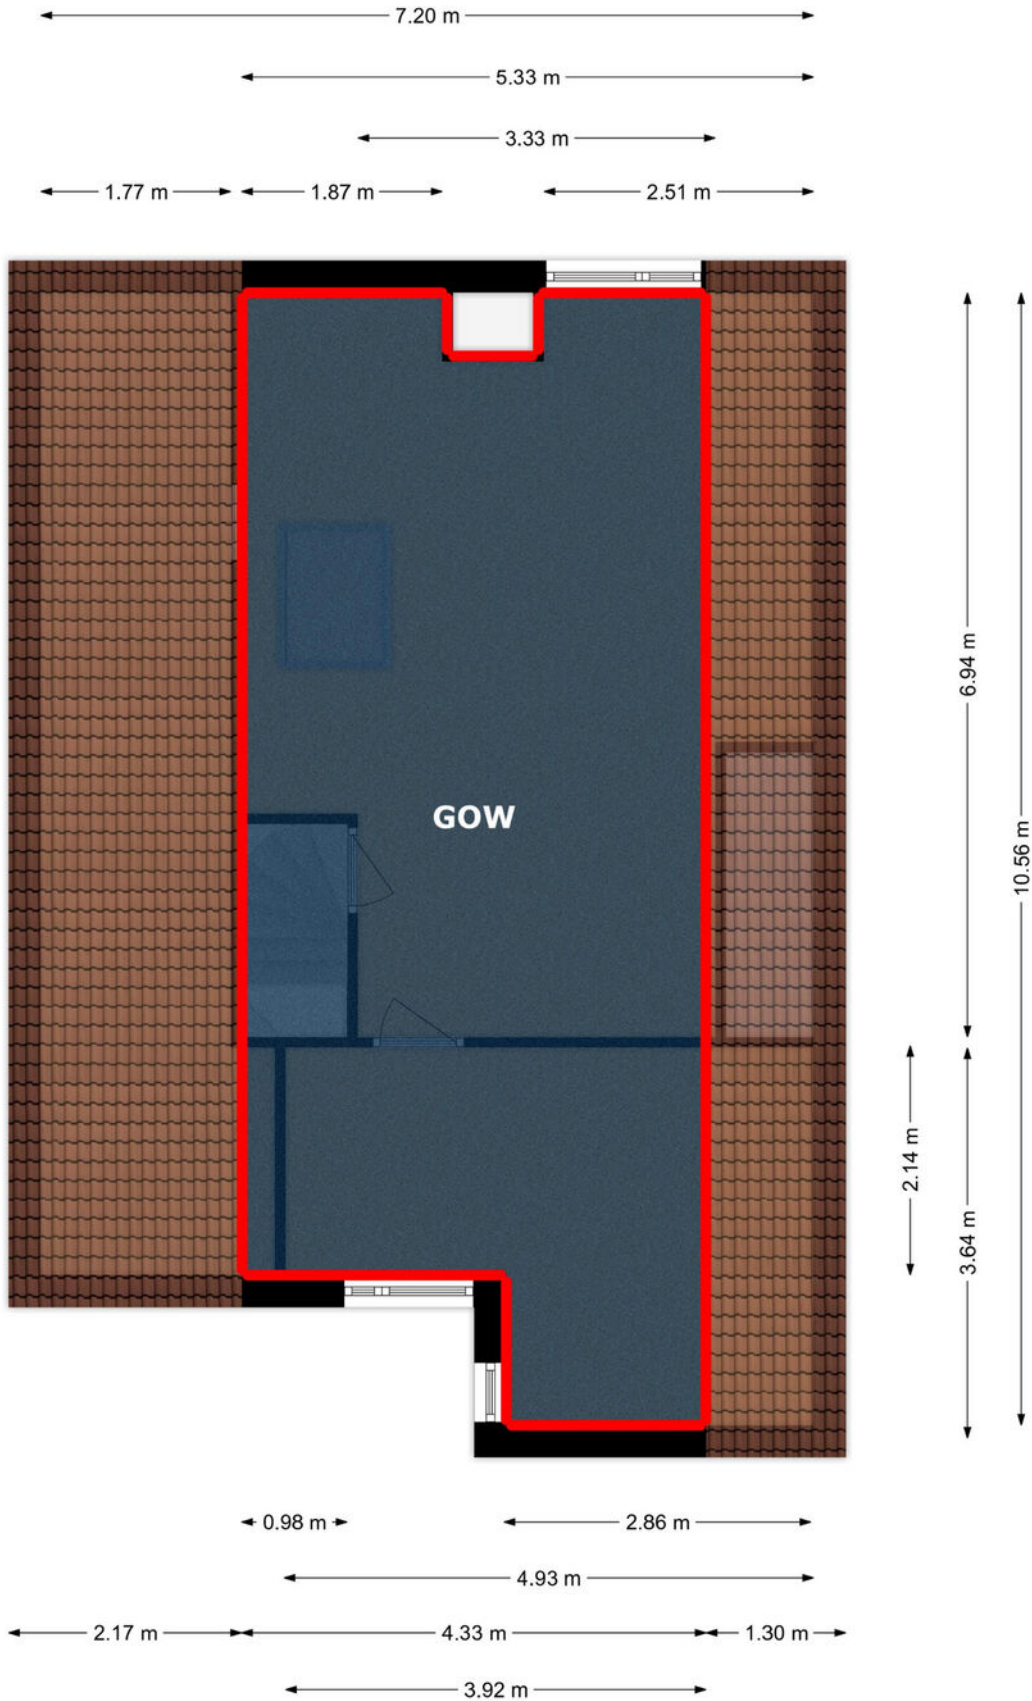 7.20 m
5.33 m
3.33 m
1.77 m
1.87 m
2.51 m
6.94 m
GOW
10.56 m
2.14 m
3.64 m
0.98 m
2.86 m
4.93 m
2.17 m
4.33 m
1.30 m
3.92 m